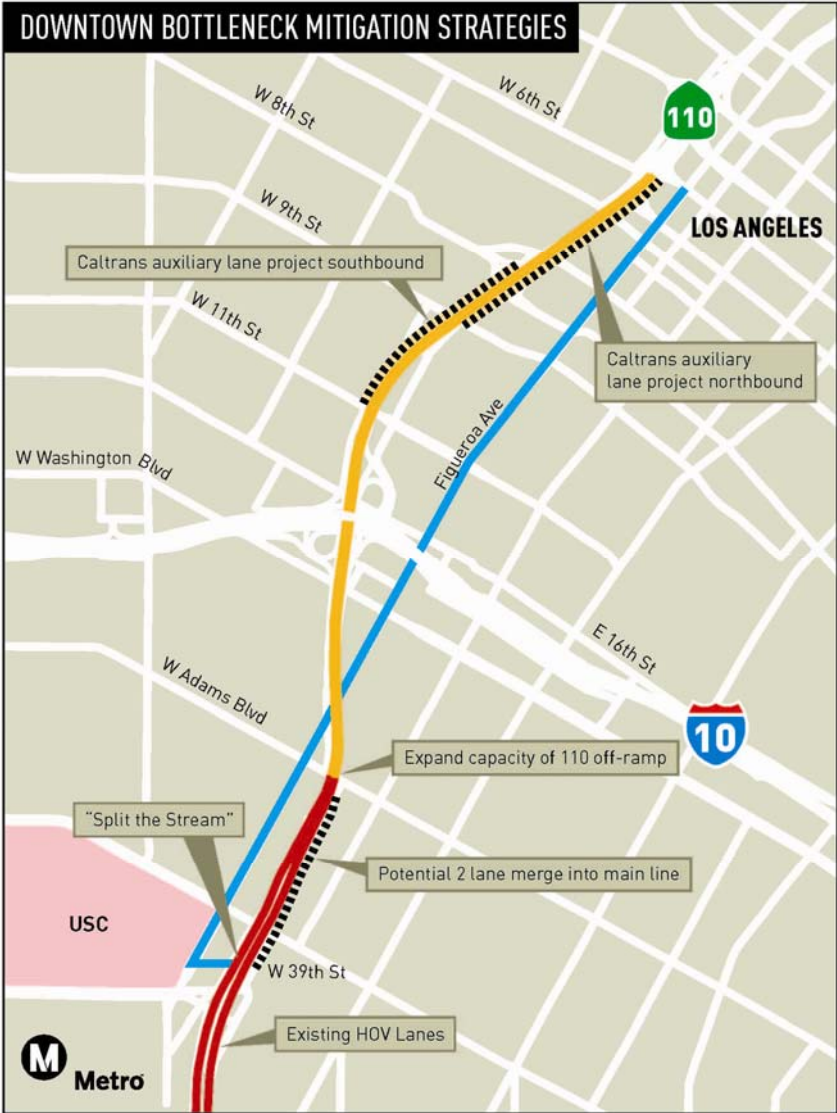 DOWNTOWN BOTTLENECK MITIGATION STRATEGIES
W 6th St
W 8th St
110
W 9th St
LOS ANGELES
Caltrans auxiliary lane project southbound
W 11th St
Caltrans auxiliary
lane project northbound
Figueroa Ave
W Washington Blvd
E 16th St
W Adams Blvd
10
Expand capacity of 110 off-ramp
"Split the Stream"
Potential 2 lane merge into main line
USC
W 39th St
Existing HOV Lanes
M
Metro